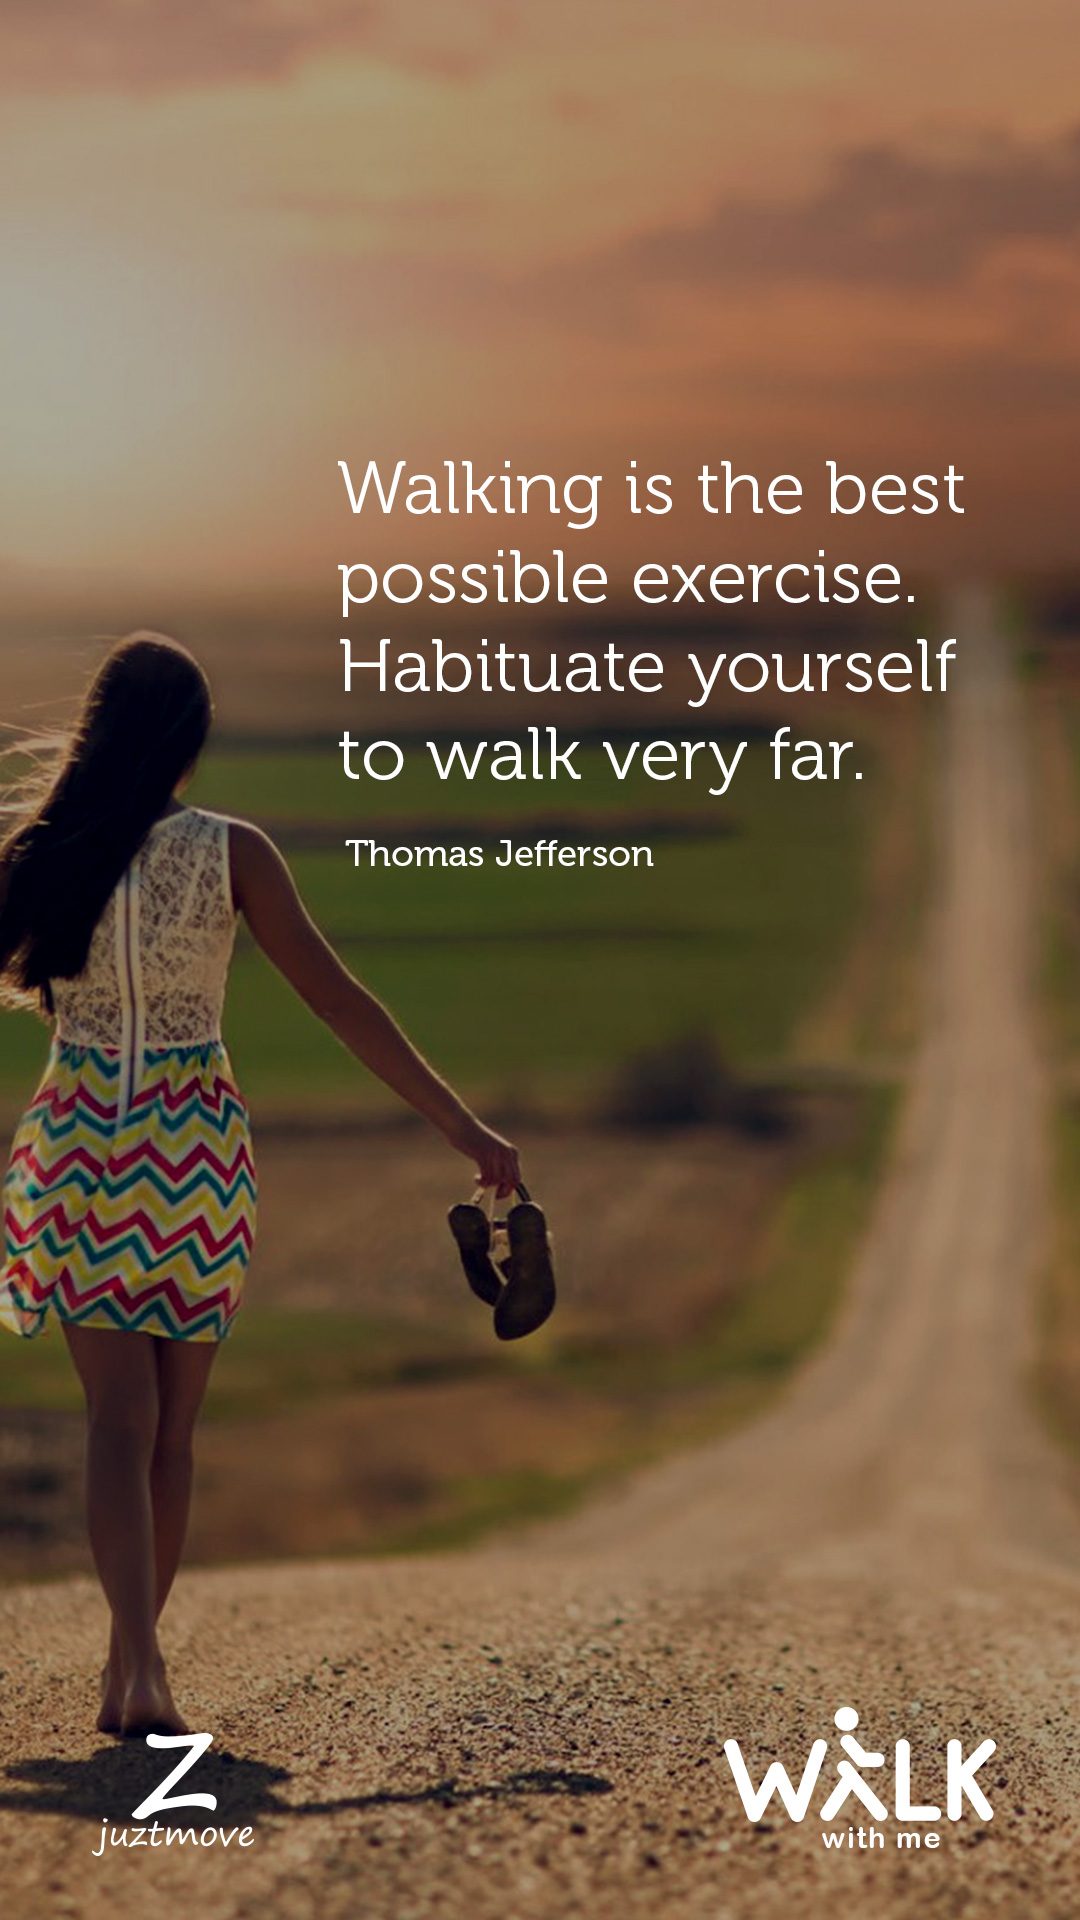 Walking is the best
possible exercise.
Habituate yourself
to walk very far.
Thomas Jefferson
Z
juztmove
WALK
with me